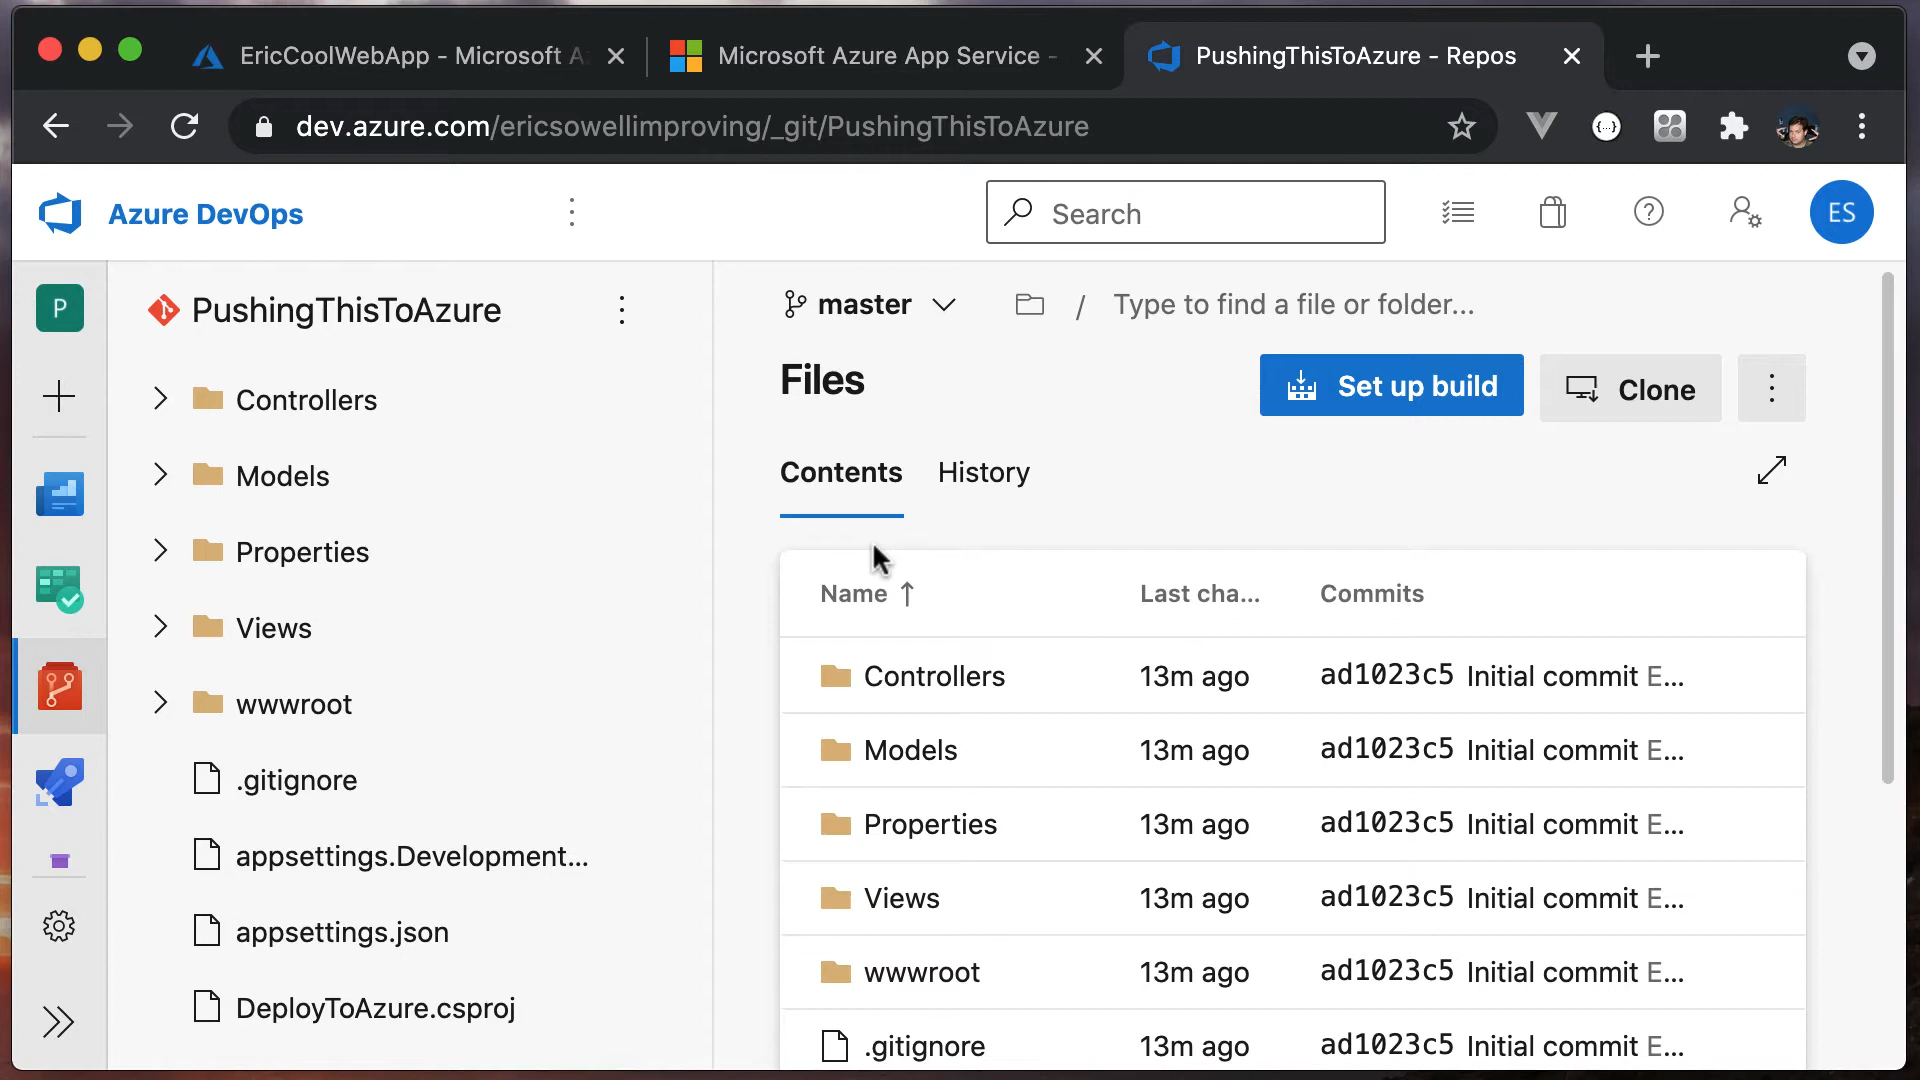 EricCoolWebApp - Microsoft A
Microsoft Azure App Service -
PushingThisToAzure - Repos
dev.azure.com/ericsowellimproving/_git/PushingThisToAzure
Azure DevOps
Search
ES
P
PushingThisToAzure
Controllers
Models
Properties
Views
wwwroot
.gitignore
appsettings.Development...
appsettings.json
DeployToAzure.csproj
master
/ Type to find a file or folder...
Files
Set up build
Clone
Contents History
Name Last cha... Commits
Controllers 13m ago ad1023c5 Initial commit E...
Models 13m ago ad1023c5 Initial commit E...
Properties 13m ago ad1023c5 Initial commit E...
Views 13m ago ad1023c5 Initial commit E...
wwwroot 13m ago ad1023c5 Initial commit E...
.gitignore 13m ago ad1023c5 Initial commit E...